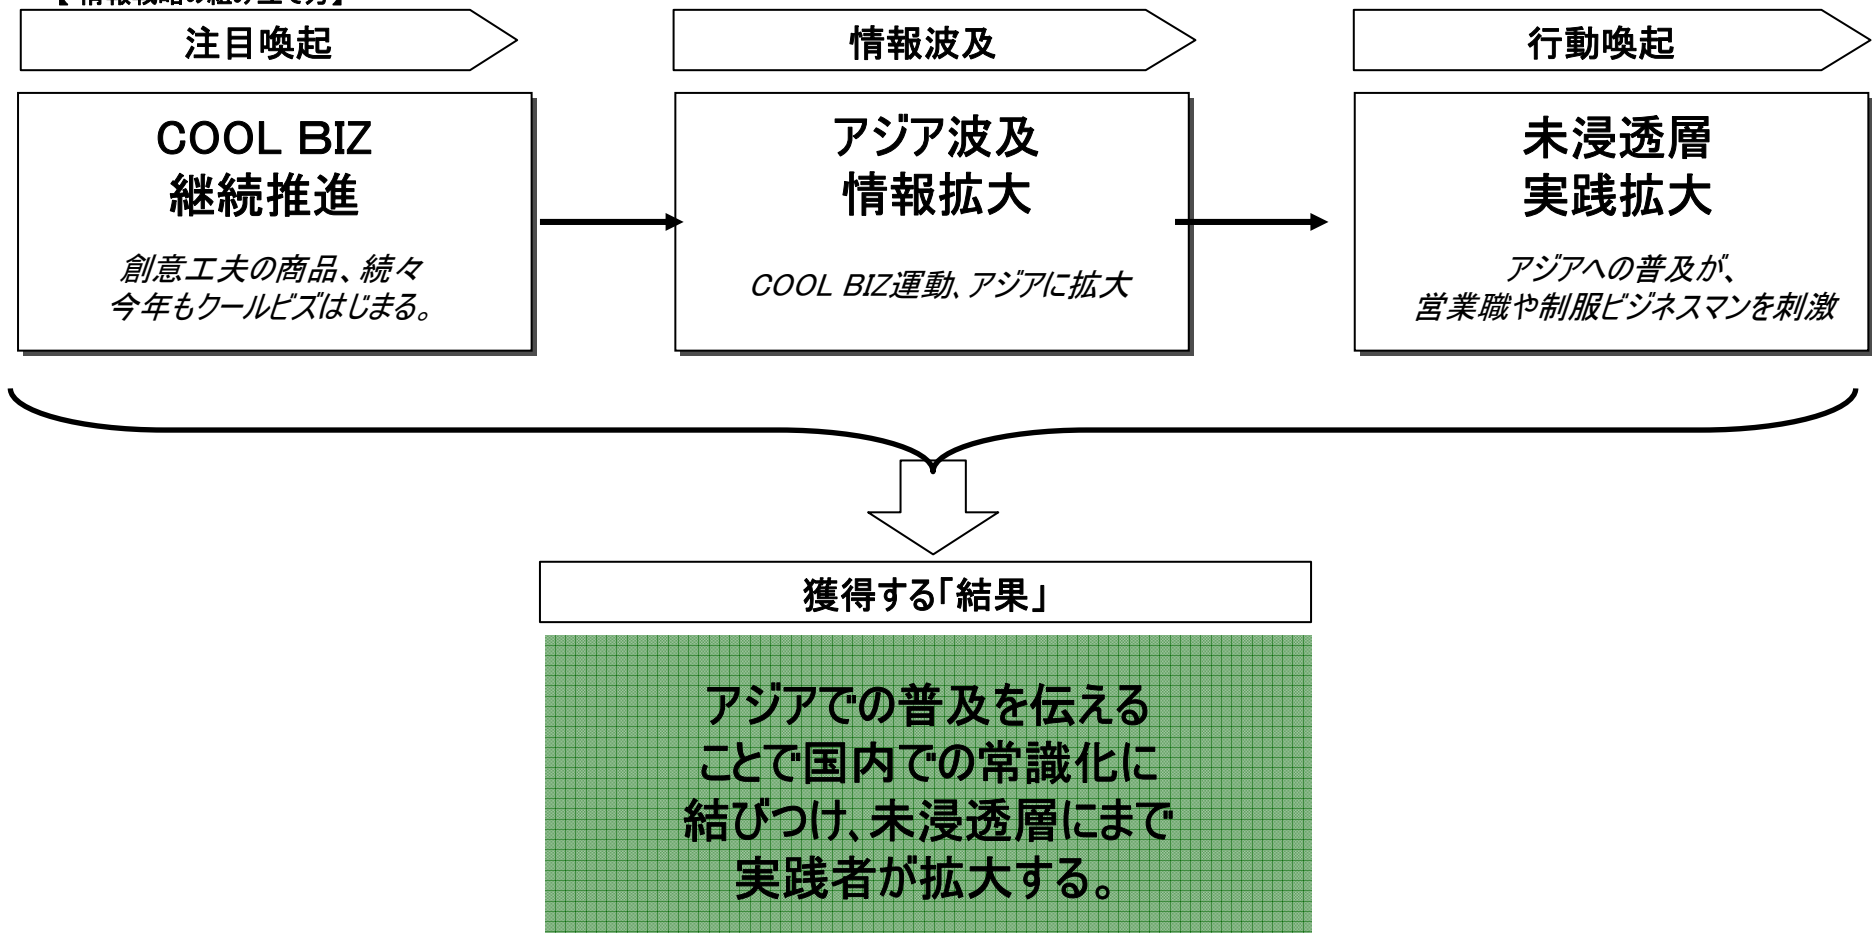 注目喚起
情報波及
行動喚起
COOL BIZ
継続推進
創意工夫の商品、続々
今年もクールビズはじまる。
アジア波及
情報拡大
COOL BIZ運動、アジアに拡大
未浸透層
実践拡大
アジアへの普及が、
営業職や制服ビジネスマンを刺激
獲得する「結果」
アジアでの普及を伝える
ことで国内での常識化に
結びつけ、未浸透層にまで
実践者が拡大する。